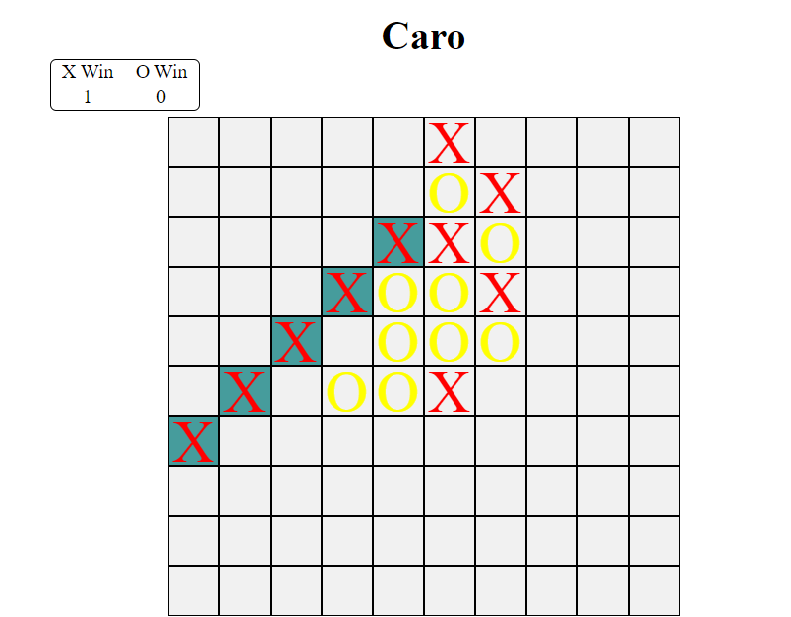 Caro
X Win O Win
1 0
X
O X
X X O
X O O X
X O O O
X O O X
X